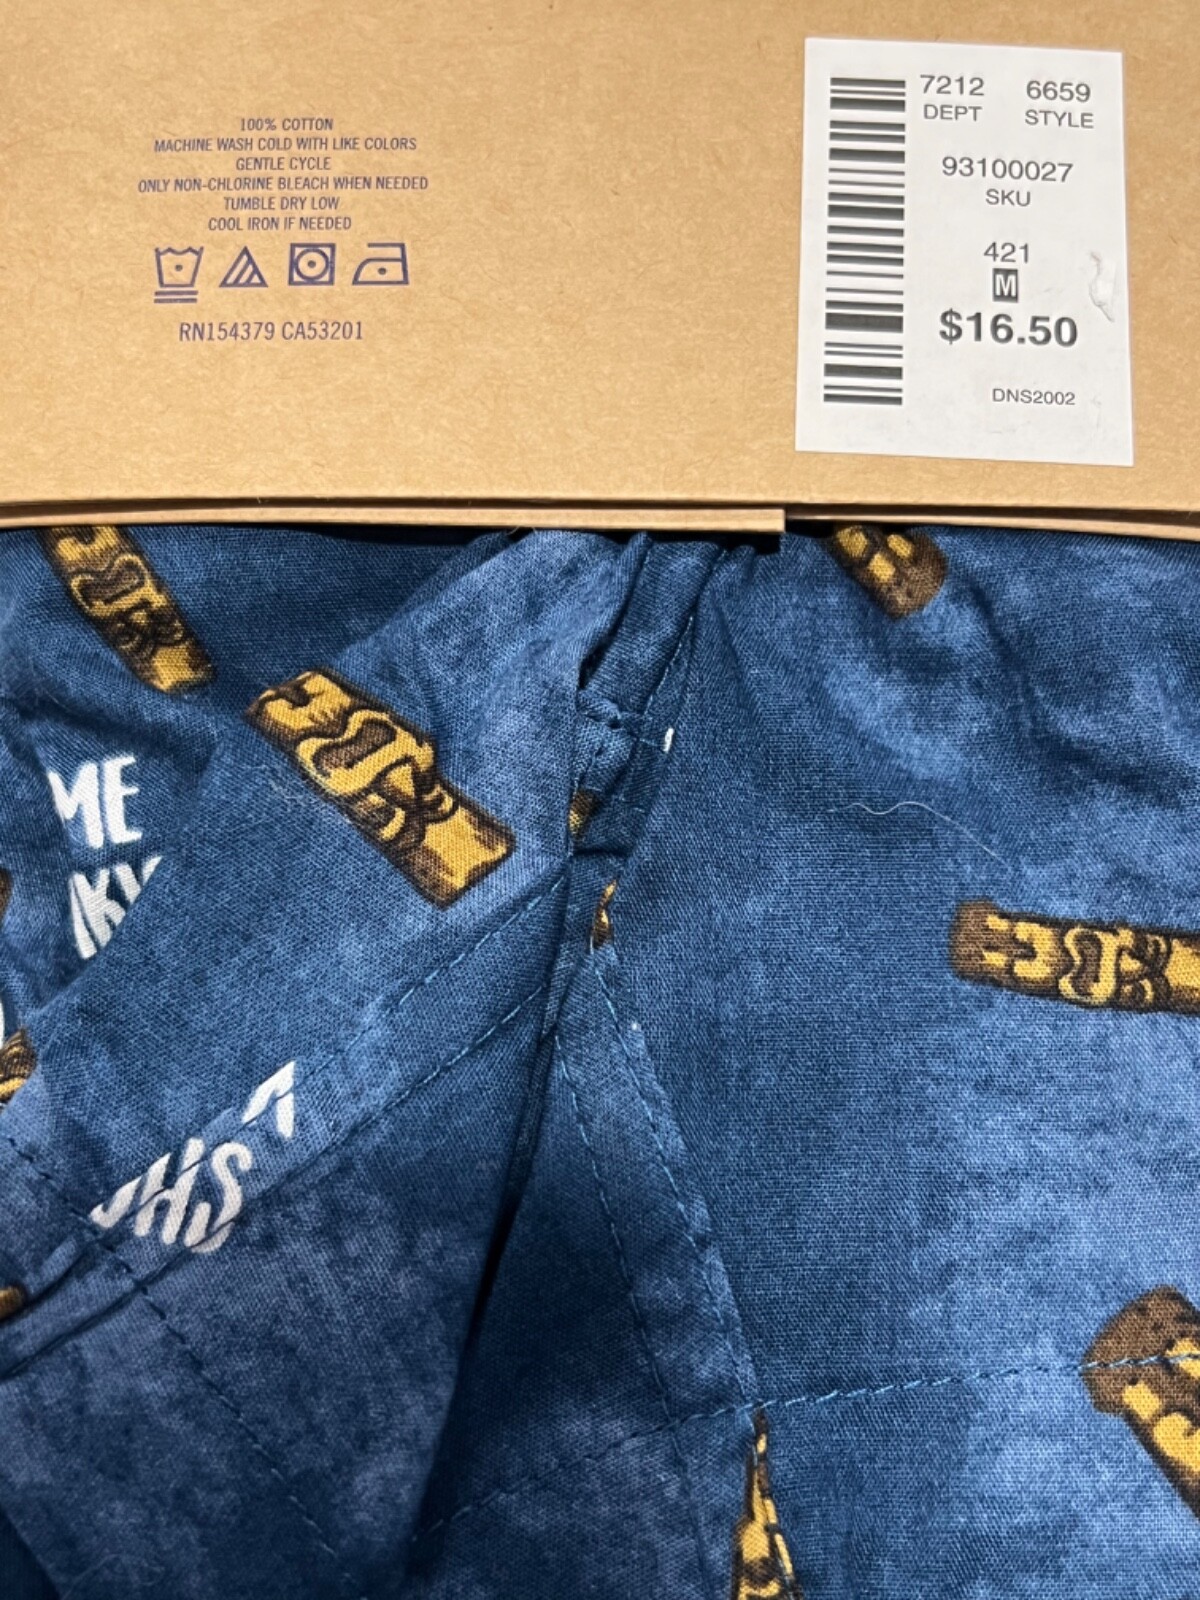 100% COTTON
MACHINE WASH COLD WITH LIKE COLORS
GENTLE CYCLE
ONLY NON-CHLORINE BLEACH WHEN NEEDED
TUMBLE DRY LOW
COOL IRON IF NEEDED
RN154379 CA53201
7212 6659
DEPT STYLE
93100027
SKU
421
M
$16.50
DNS2002
ME